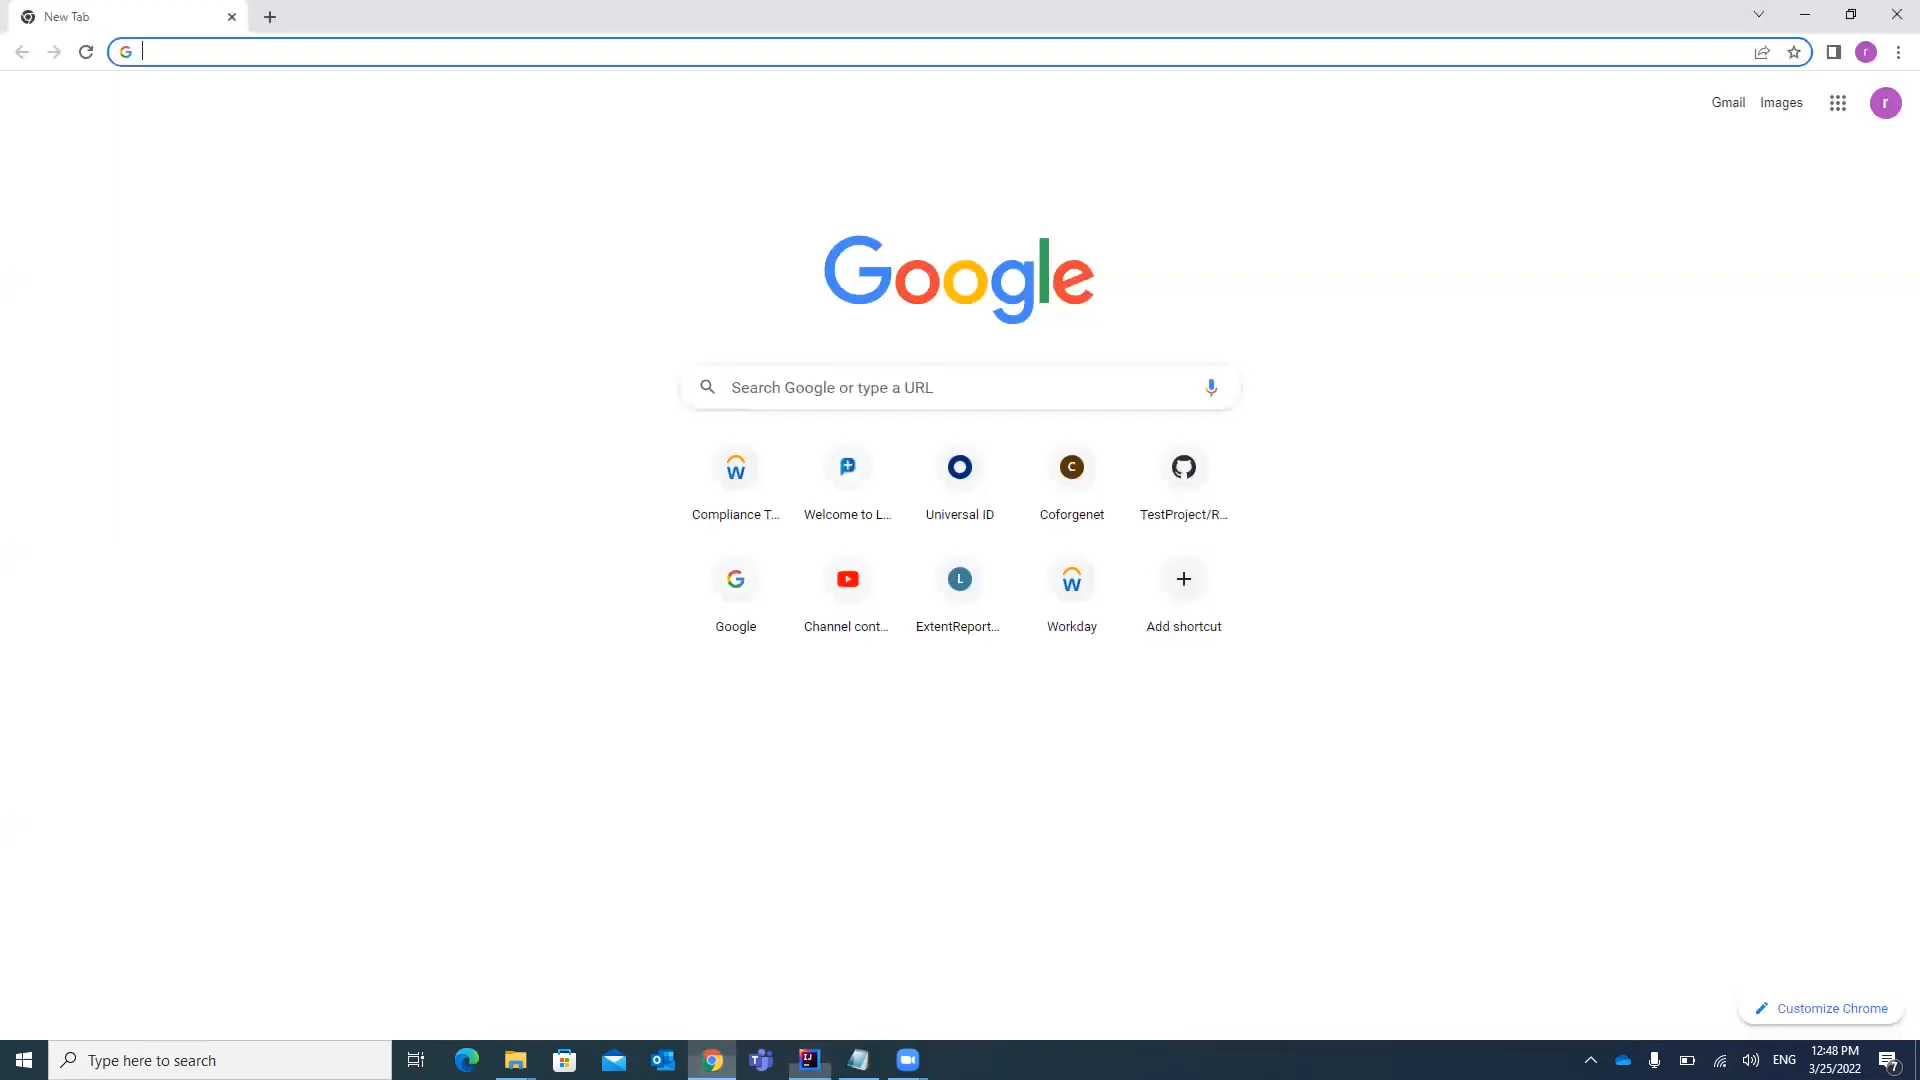 New Tab
Gmail Images
r
Google
Search Google or type a URL
Compliance T... Welcome to L... Universal ID Coforgenet TestProject/R...
Google Channel cont... ExtentReport... Workday Add shortcut
Customize Chrome
Type here to search
ENG
12:48 PM
3/25/2022
7